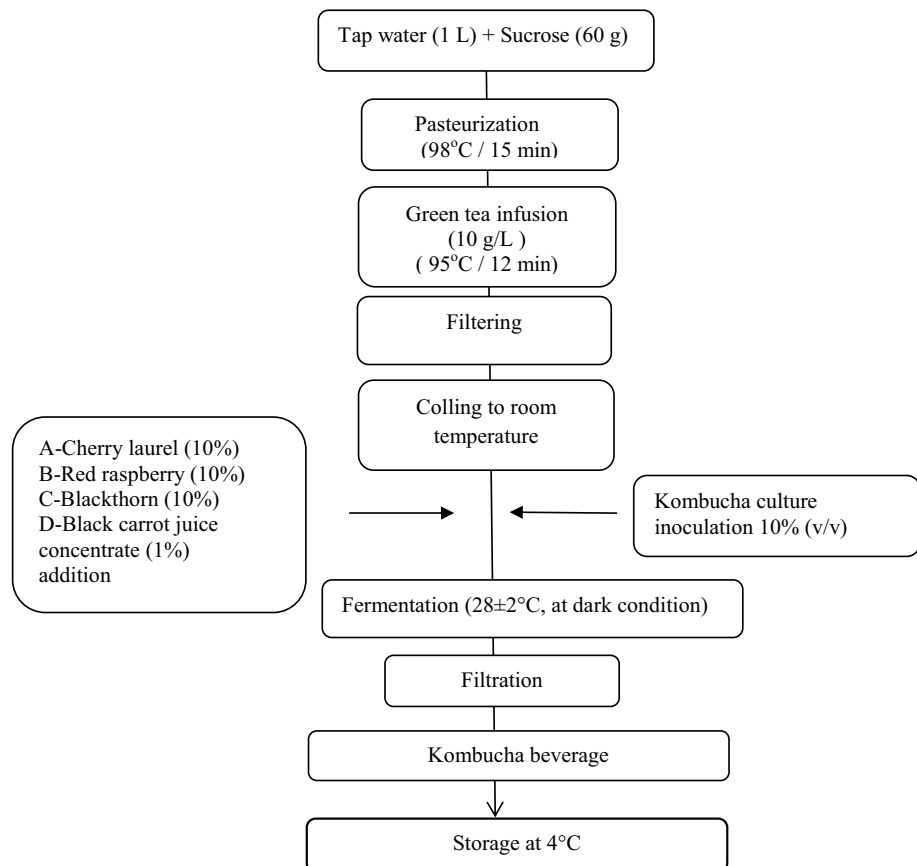 Tap water (1 L) + Sucrose (60 g)
Pasteurization
(98°C / 15 min)
Green tea infusion
(10 g/L )
( 95°C / 12 min)
Filtering
Colling to room
temperature
A-Cherry laurel (10%)
B-Red raspberry (10%)
C-Blackthorn (10%)
D-Black carrot juice
concentrate (1%)
addition
Kombucha culture
inoculation 10% (v/v)
Fermentation (28±2°C, at dark condition)
Filtration
Kombucha beverage
Storage at 4°C